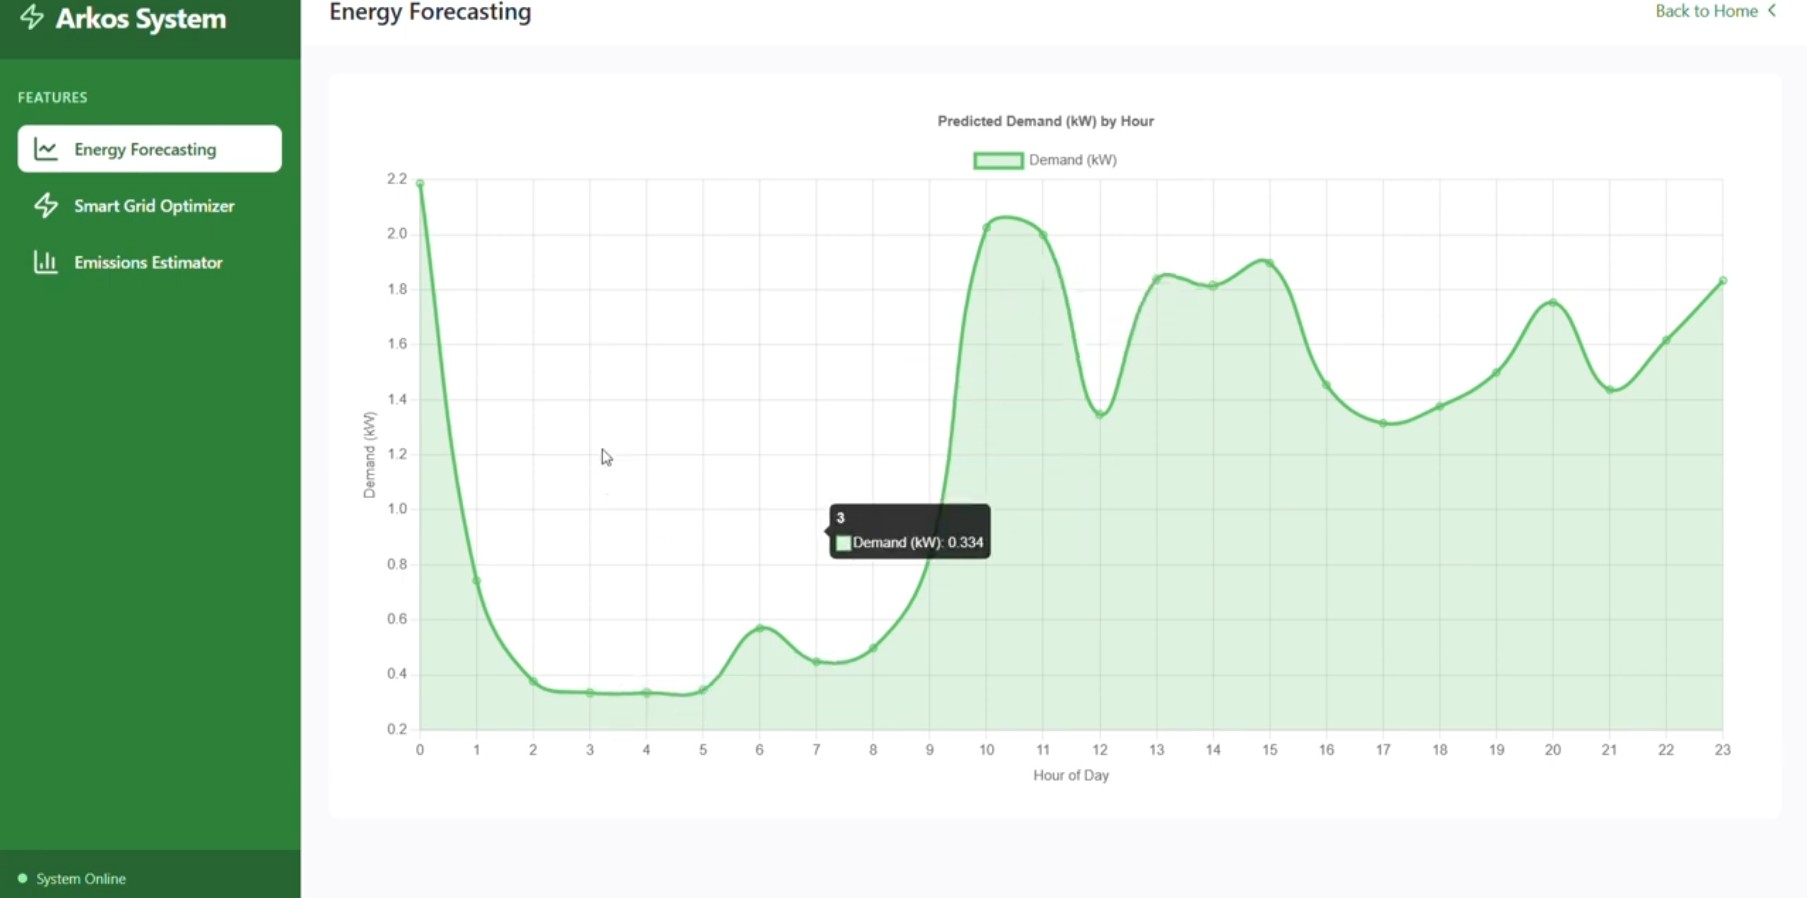 Arkos System
Energy Forecasting
Back to Home
FEATURES
Energy Forecasting
Smart Grid Optimizer
Emissions Estimator
System Online
Predicted Demand (kW) by Hour
Demand (kW)
2.2
2.0
1.8
1.6
1.4
1.2
1.0
0.8
0.6
0.4
0.2
Demand (kW)
3
Demand (kW): 0.334
0 1 2 3 4 5 6 7 8 9 10 11 12 13 14 15 16 17 18 19 20 21 22 23
Hour of Day